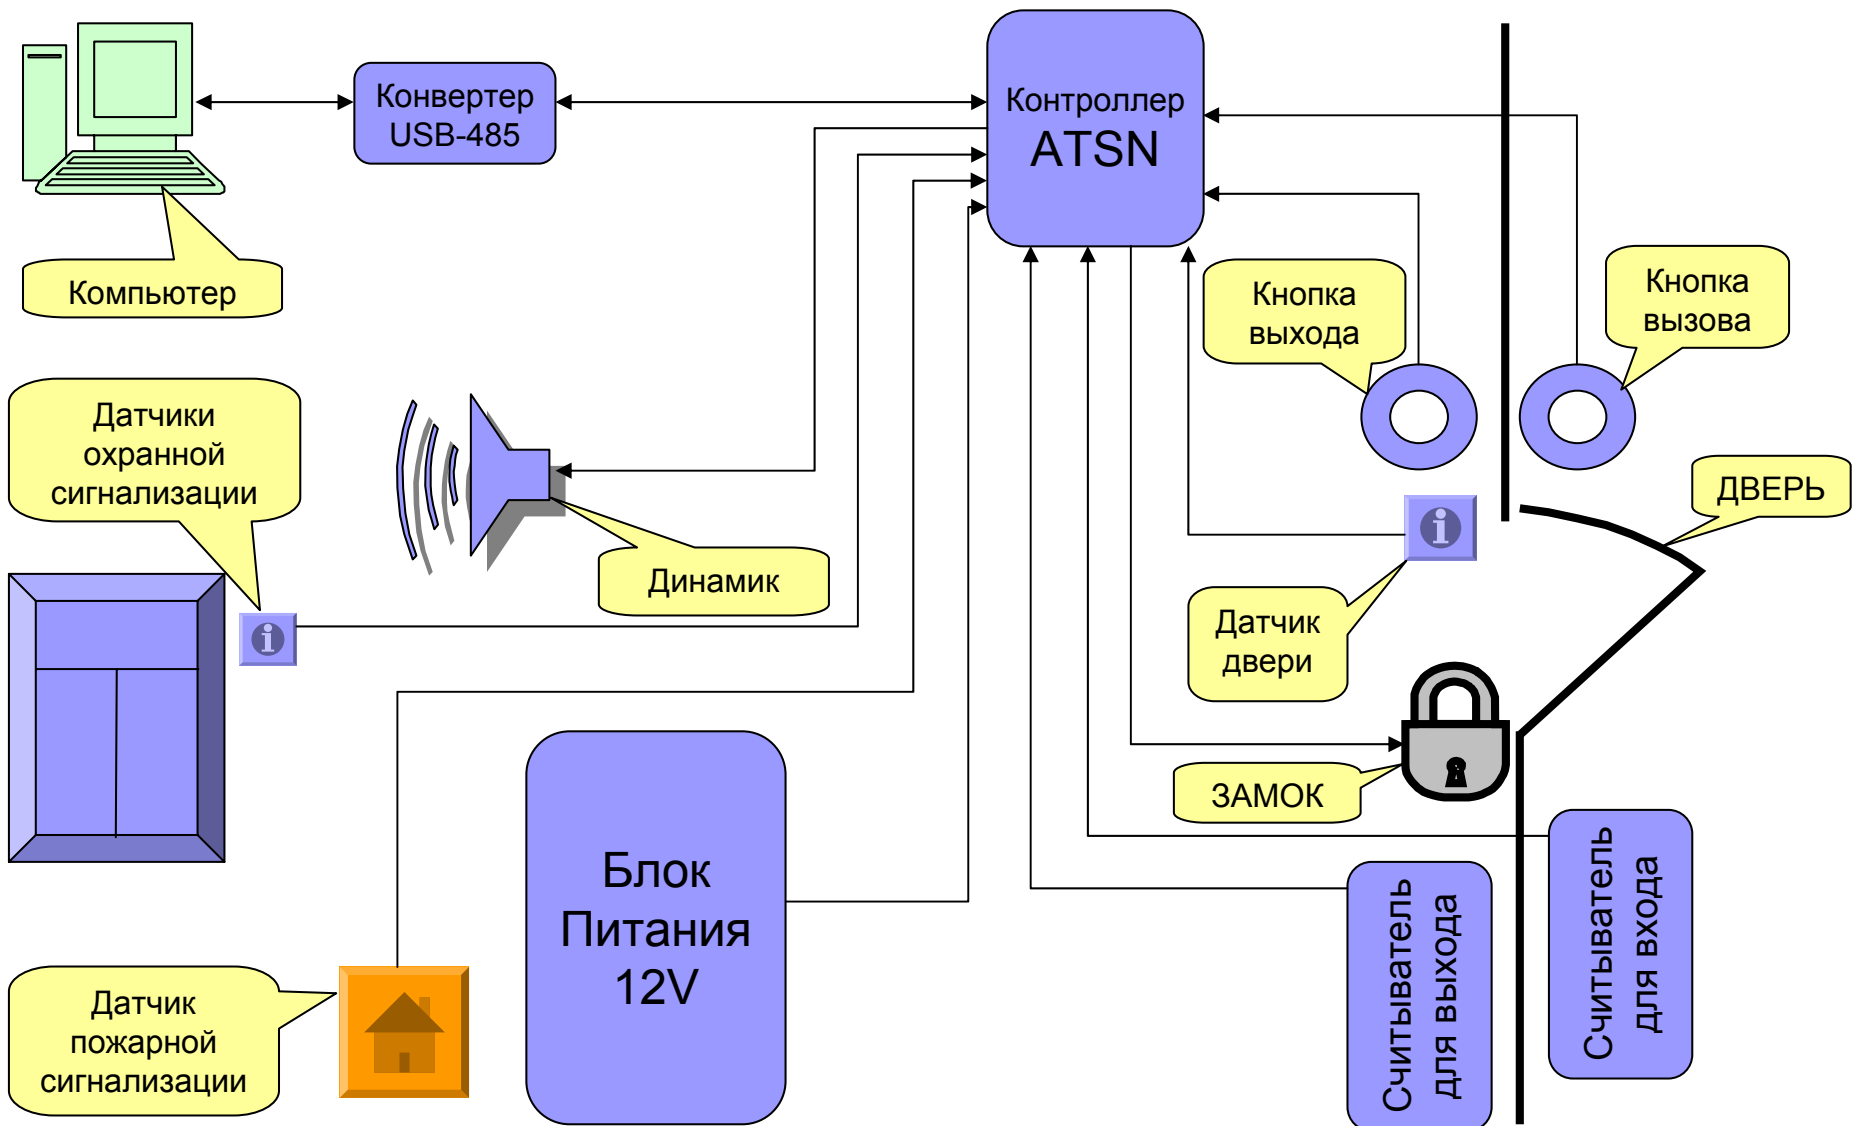 Конвертер
USB-485
Контроллер
ATSN
Компьютер
Кнопка
выхода
Кнопка
вызова
Датчики
охранной
сигнализации
ДВЕРЬ
Динамик
Датчик
двери
ЗАМОК
Блок
Питания
12V
Считыватель
для выхода
Считыватель
для входа
Датчик
пожарной
сигнализации